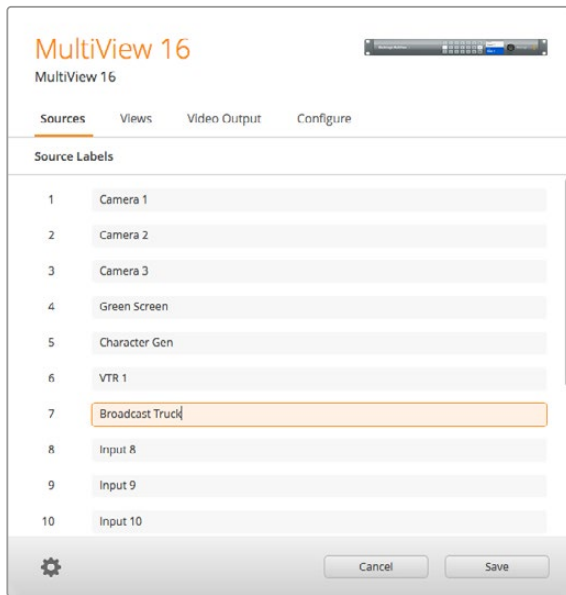 MultiView 16
MultiView 16
Sources Views Video Output Configure
Source Labels
1 Camera 1
2 Camera 2
3 Camera 3
4 Green Screen
5 Character Gen
6 VTR 1
7 Broadcast Truck
8 Input 8
9 Input 9
10 Input 10
Cancel Save